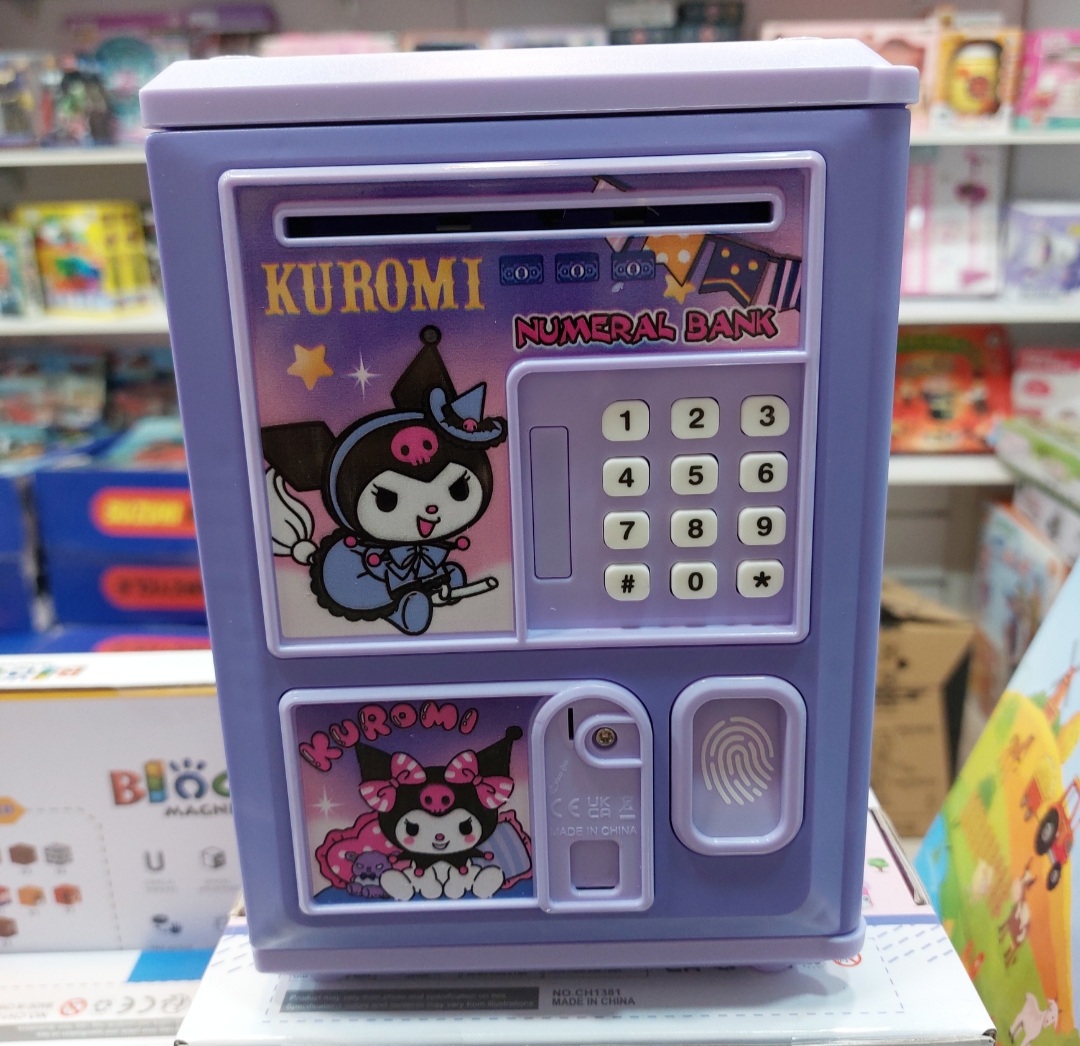 KUROMI
NUMERAL BANK
1 2 3
4 5 6
7 8 9
# 0 *
KUROMI
CE UK CA
MADE IN CHINA
MAGN
NO.CH1381
MADE IN CHINA